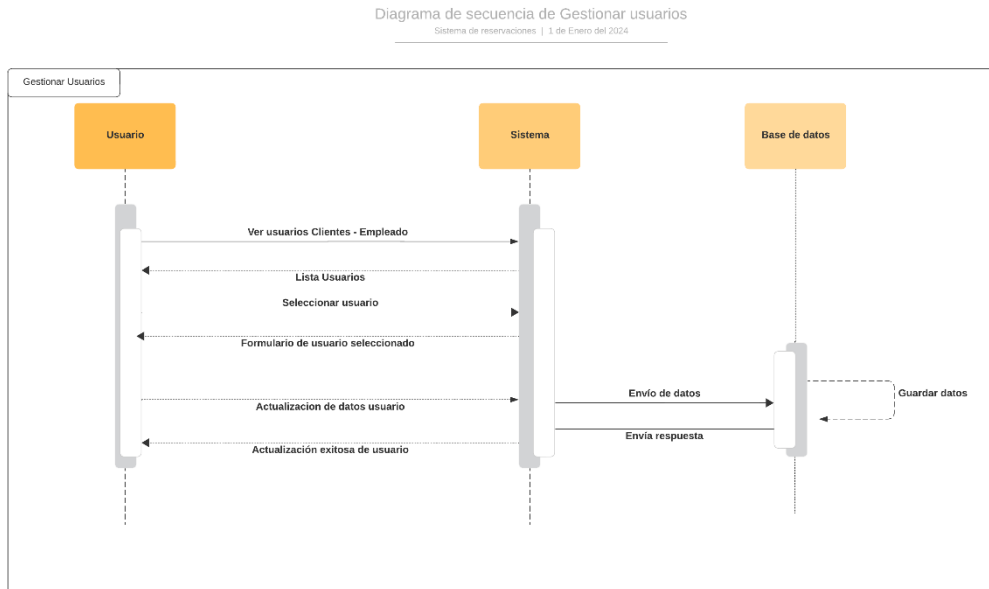 Diagrama de secuencia de Gestionar usuarios
Sistema de reservaciones | 1 de Enero del 2024
Gestionar Usuarios
Usuario
Sistema
Base de datos
Ver usuarios Clientes - Empleado
Lista Usuarios
Seleccionar usuario
Formulario de usuario seleccionado
Envío de datos
Guardar datos
Actualizacion de datos usuario
Envía respuesta
Actualización exitosa de usuario